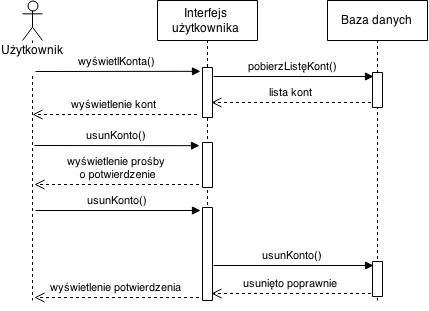 Użytkownik
Interfejs
użytkownika
Baza danych
wyświetlKonta()
pobierzListęKont()
lista kont
wyświetlenie kont
usunKonto()
wyświetlenie prośby
o potwierdzenie
usunKonto()
usunKonto()
usunięto poprawnie
wyświetlenie potwierdzenia